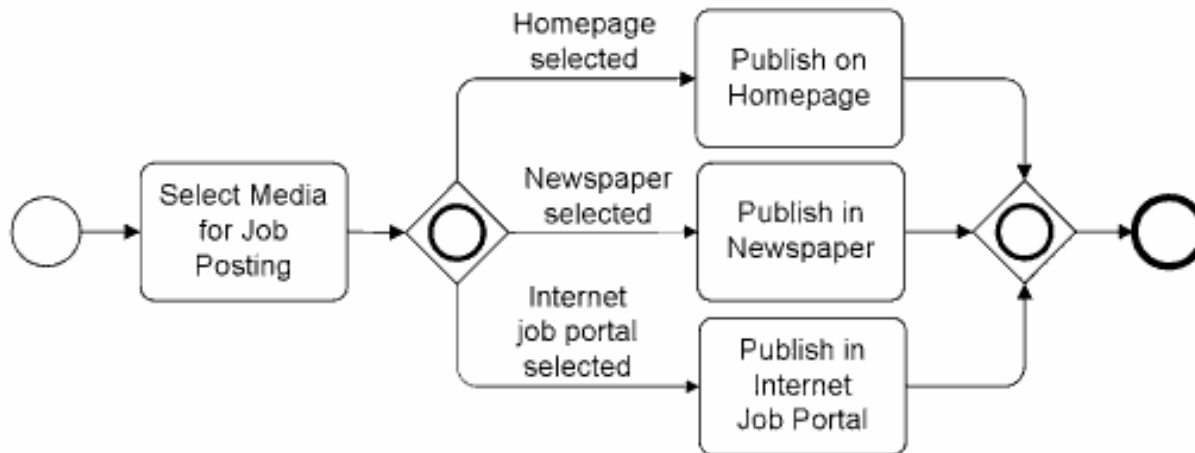 Homepage
selected
Publish on
Homepage
Select Media
for Job
Posting
Newspaper
selected
Publish in
Newspaper
Internet
job portal
selected
Publish in
Internet
Job Portal